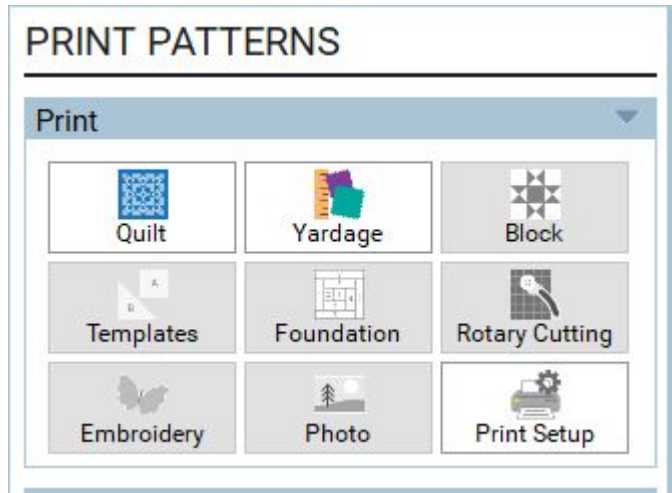 PRINT PATTERNS
Print
Quilt
Yardage
Block
A
B
Templates
Foundation
Rotary Cutting
Embroidery
Photo
Print Setup